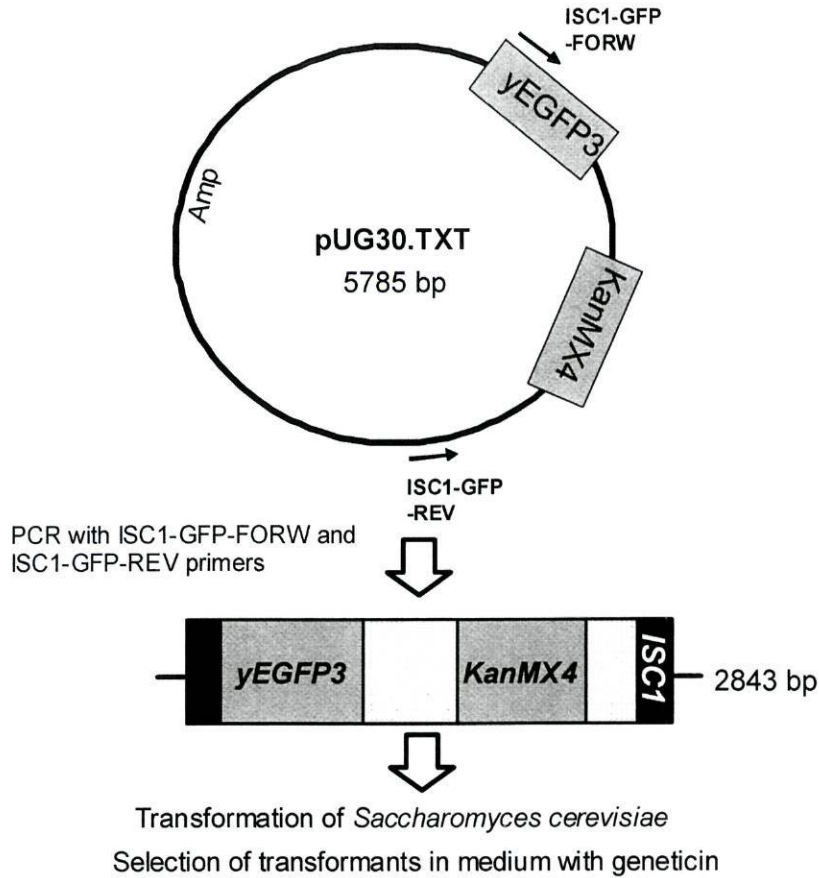 ISC1-GFP
-FORW
yEGFP3
Amp
pUG30.TXT
5785 bp
KanMX4
ISC1-GFP
-REV
PCR with ISC1-GFP-FORW and
ISC1-GFP-REV primers
yEGFP3
KanMX4
ISC1
2843 bp
Transformation of Saccharomyces cerevisiae
Selection of transformants in medium with geneticin